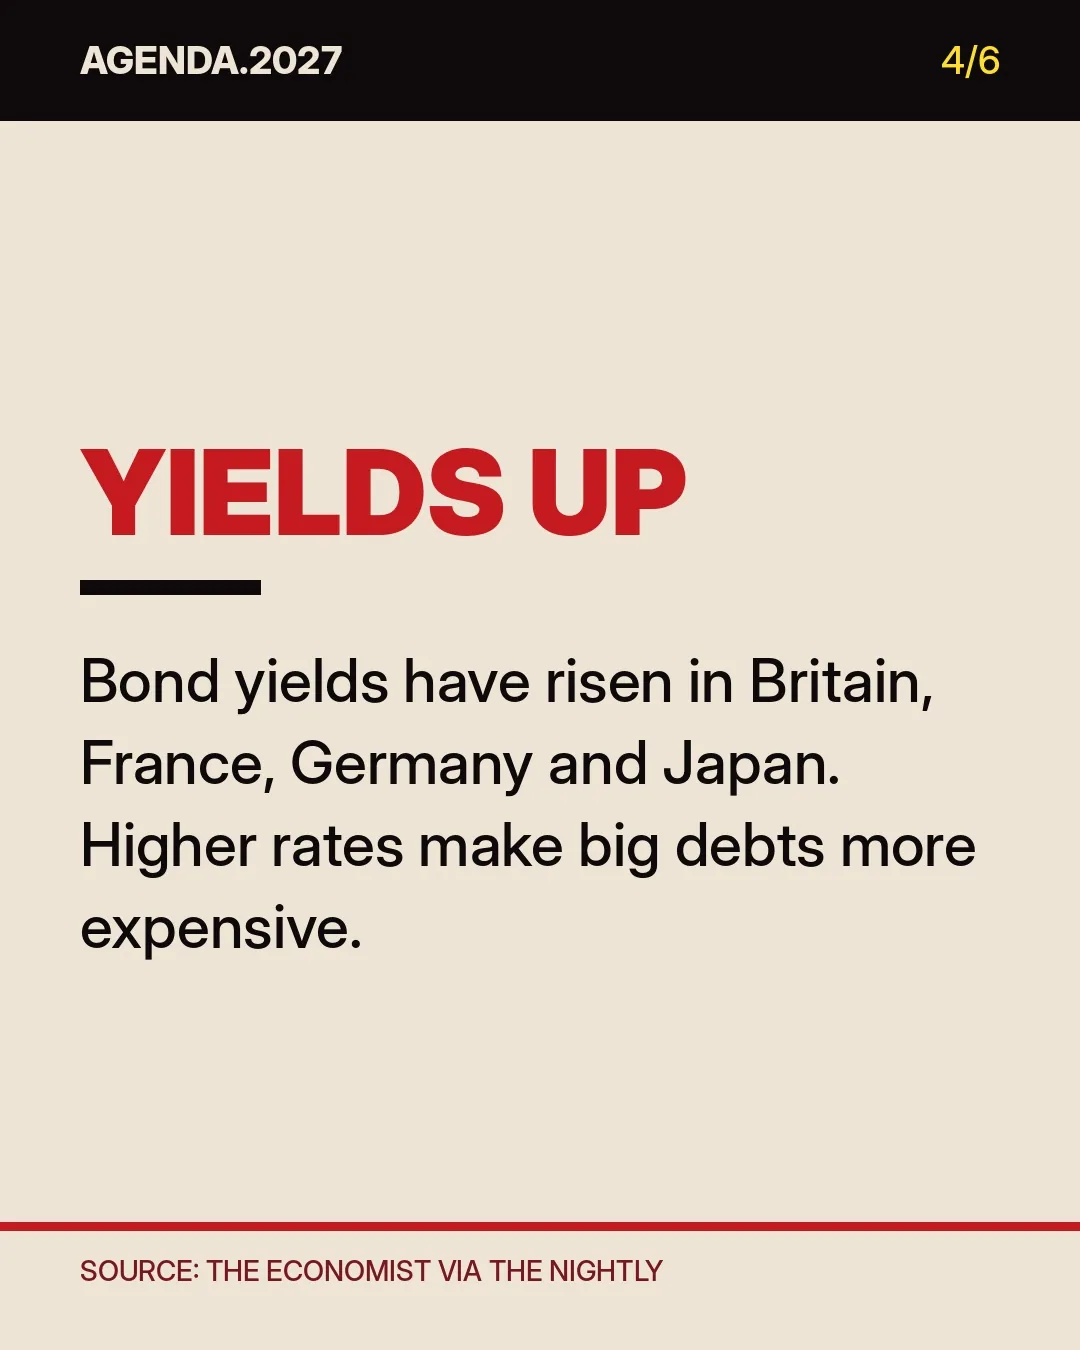 AGENDA.2027
4/6
YIELDS UP
Bond yields have risen in Britain,
France, Germany and Japan.
Higher rates make big debts more
expensive.
SOURCE: THE ECONOMIST VIA THE NIGHTLY